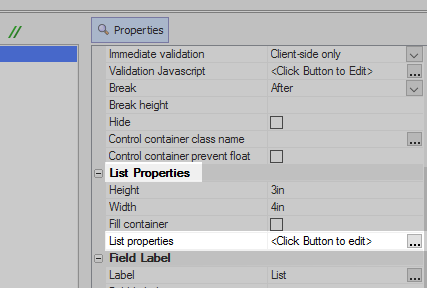 //
Properties
Immediate validation Client-side only
Validation Javascript <Click Button to Edit> ...
Break After
Break height
Hide
Control container class name ...
Control container prevent float
List Properties
Height 3in
Width 4in
Fill container
List properties <Click Button to edit> ...
Field Label
Label List ...